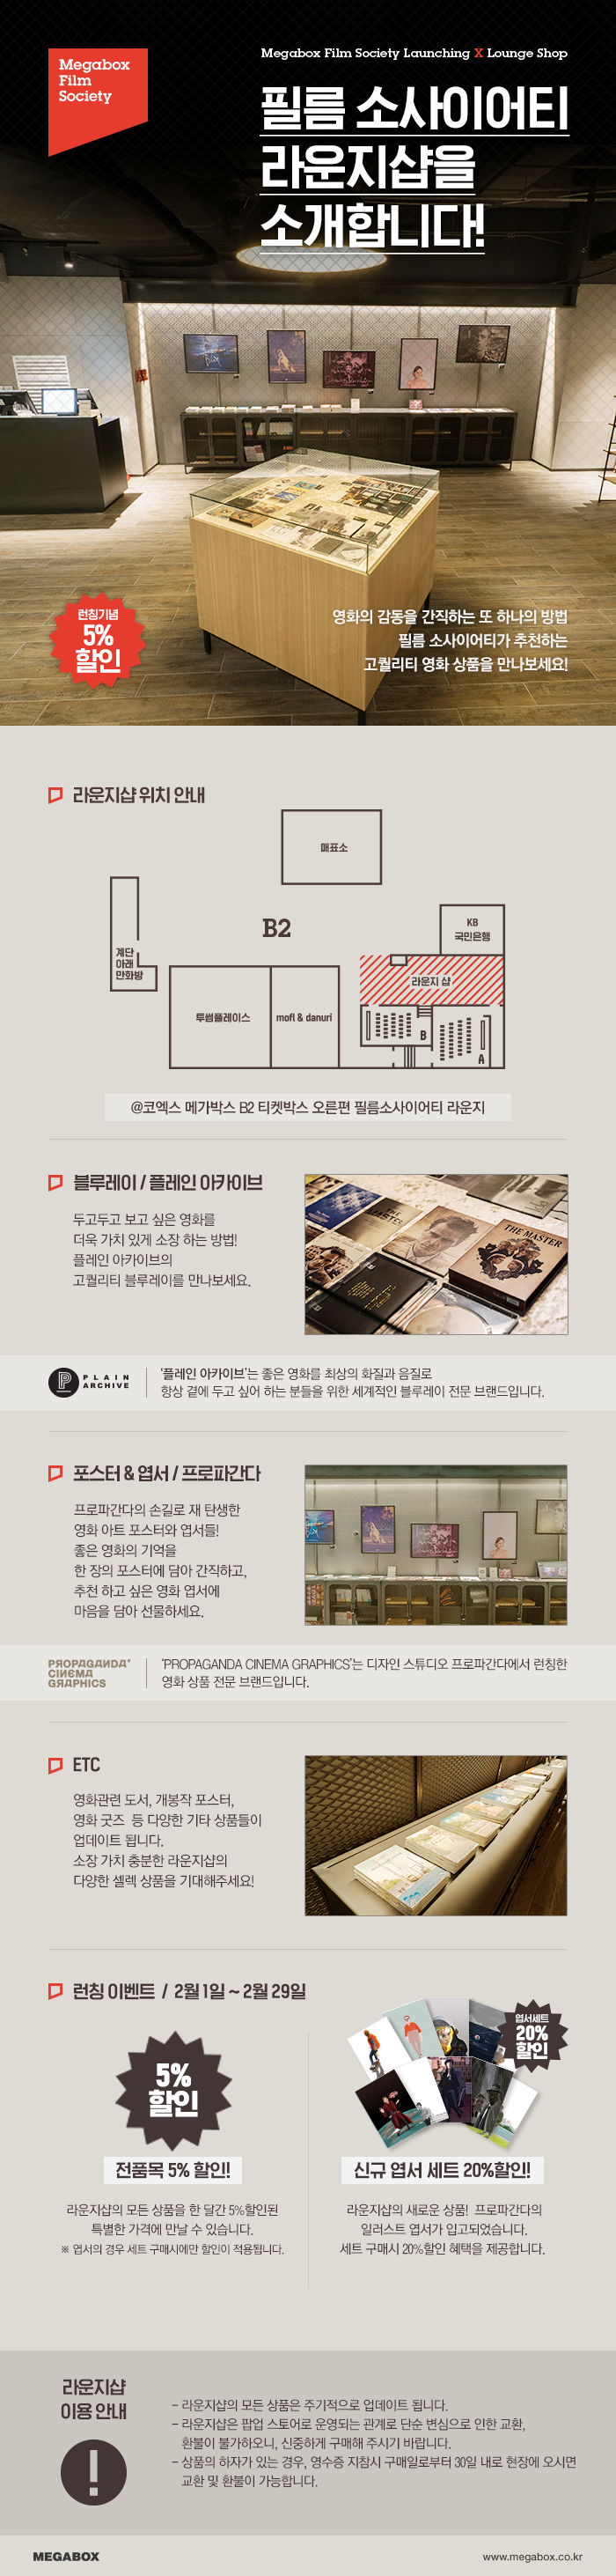 Megabox
Film
Society
Megabox Film Society Launching X Lounge Shop
필름 소사이어티
라운지샵을
소개합니다!
런칭기념
5%
할인
영화의 감동을 간직하는 또 하나의 방법
필름 소사이어티가 추천하는
고퀄리티 영화 상품을 만나보세요!
라운지샵 위치 안내
매표소
B2
KB
국민은행
계단
아래
만화방
라운지 샵
투썸플레이스
mofl & danuri
B
A
@코엑스 메가박스 B2 티켓박스 오른편 필름소사이어티 라운지
블루레이 / 플레인 아카이브
두고두고 보고 싶은 영화를
더욱 가치 있게 소장 하는 방법!
플레인 아카이브의
고퀄리티 블루레이를 만나보세요.
THE MASTER
THE MASTER
PLAIN
ARCHIVE
'플레인 아카이브'는 좋은 영화를 최상의 화질과 음질로
항상 곁에 두고 싶어 하는 분들을 위한 세계적인 블루레이 전문 브랜드입니다.
포스터 & 엽서 / 프로파간다
프로파간다의 손길로 재 탄생한
영화 아트 포스터와 엽서들!
좋은 영화의 기억을
한 장의 포스터에 담아 간직하고,
추천 하고 싶은 영화 엽서에
마음을 담아 선물하세요.
PROPAGANDA
CINEMA
GRAPHICS
'PROPAGANDA CINEMA GRAPHICS'는 디자인 스튜디오 프로파간다에서 런칭한
영화 상품 전문 브랜드입니다.
ETC
영화관련 도서, 개봉작 포스터,
영화 굿즈 등 다양한 기타 상품들이
업데이트 됩니다.
소장 가치 충분한 라운지샵의
다양한 셀렉 상품을 기대해주세요!
런칭 이벤트 / 2월 1일 ~ 2월 29일
5%
할인
엽서세트
20%
할인
전품목 5% 할인!
신규 엽서 세트 20%할인!
라운지샵의 모든 상품을 한 달간 5%할인된
특별한 가격에 만날 수 있습니다.
※ 엽서의 경우 세트 구매시에만 할인이 적용됩니다.
라운지샵의 새로운 상품! 프로파간다의
일러스트 엽서가 입고되었습니다.
세트 구매시 20%할인 혜택을 제공합니다.
라운지샵
이용 안내
- 라운지샵의 모든 상품은 주기적으로 업데이트 됩니다.
- 라운지샵은 팝업 스토어로 운영되는 관계로 단순 변심으로 인한 교환,
환불이 불가하오니, 신중하게 구매해 주시기 바랍니다.
- 상품의 하자가 있는 경우, 영수증 지참시 구매일로부터 30일 내로 현장에 오시면
교환 및 환불이 가능합니다.
MEGABOX
www.megabox.co.kr